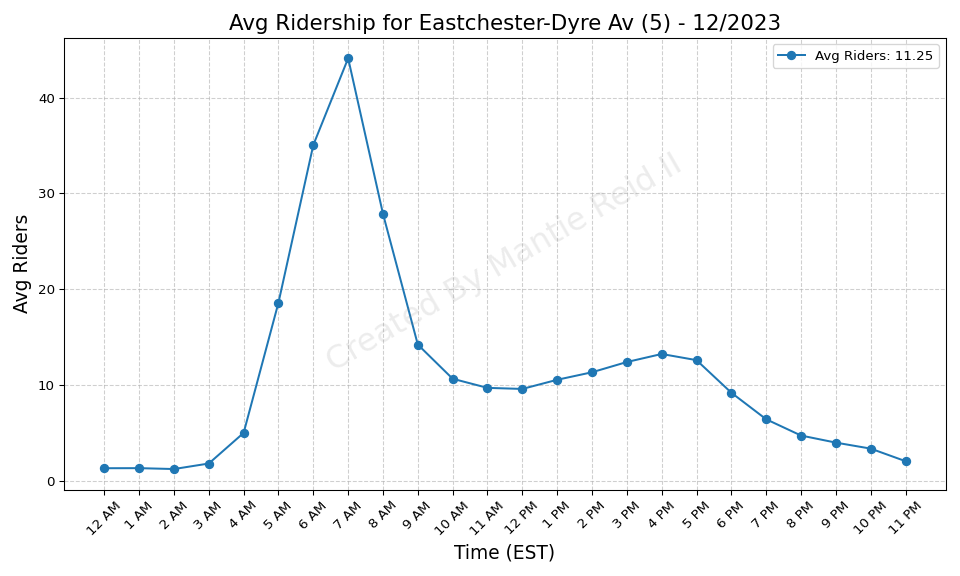 Avg Ridership for Eastchester-Dyre Av (5) - 12/2023
Avg Riders: 11.25
Avg Riders
40
30
20
10
0
Created By Mantie Reid II
12 AM
1 AM
2 AM
3 AM
4 AM
5 AM
6 AM
7 AM
8 AM
9 AM
10 AM
11 AM
12 PM
1 PM
2 PM
3 PM
4 PM
5 PM
6 PM
7 PM
8 PM
9 PM
10 PM
11 PM
Time (EST)